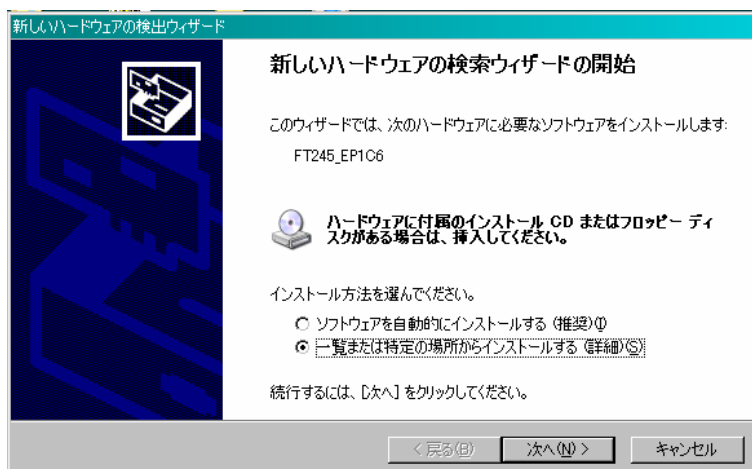 新しいハードウェアの検出ウィザード
新しいハードウェアの検索ウィザードの開始
このウィザードでは、次のハードウェアに必要なソフトウェアをインストールします:
FT245_EP1C6
ハードウェアに付属のインストール CD またはフロッピー ディ
スクがある場合は、挿入してください。
インストール方法を選んでください。
ソフトウェアを自動的にインストールする (推奨)(I)
一覧または特定の場所からインストールする (詳細)(S)
続行するには、[次へ] をクリックしてください。
< 戻る(B)
次へ(N) >
キャンセル